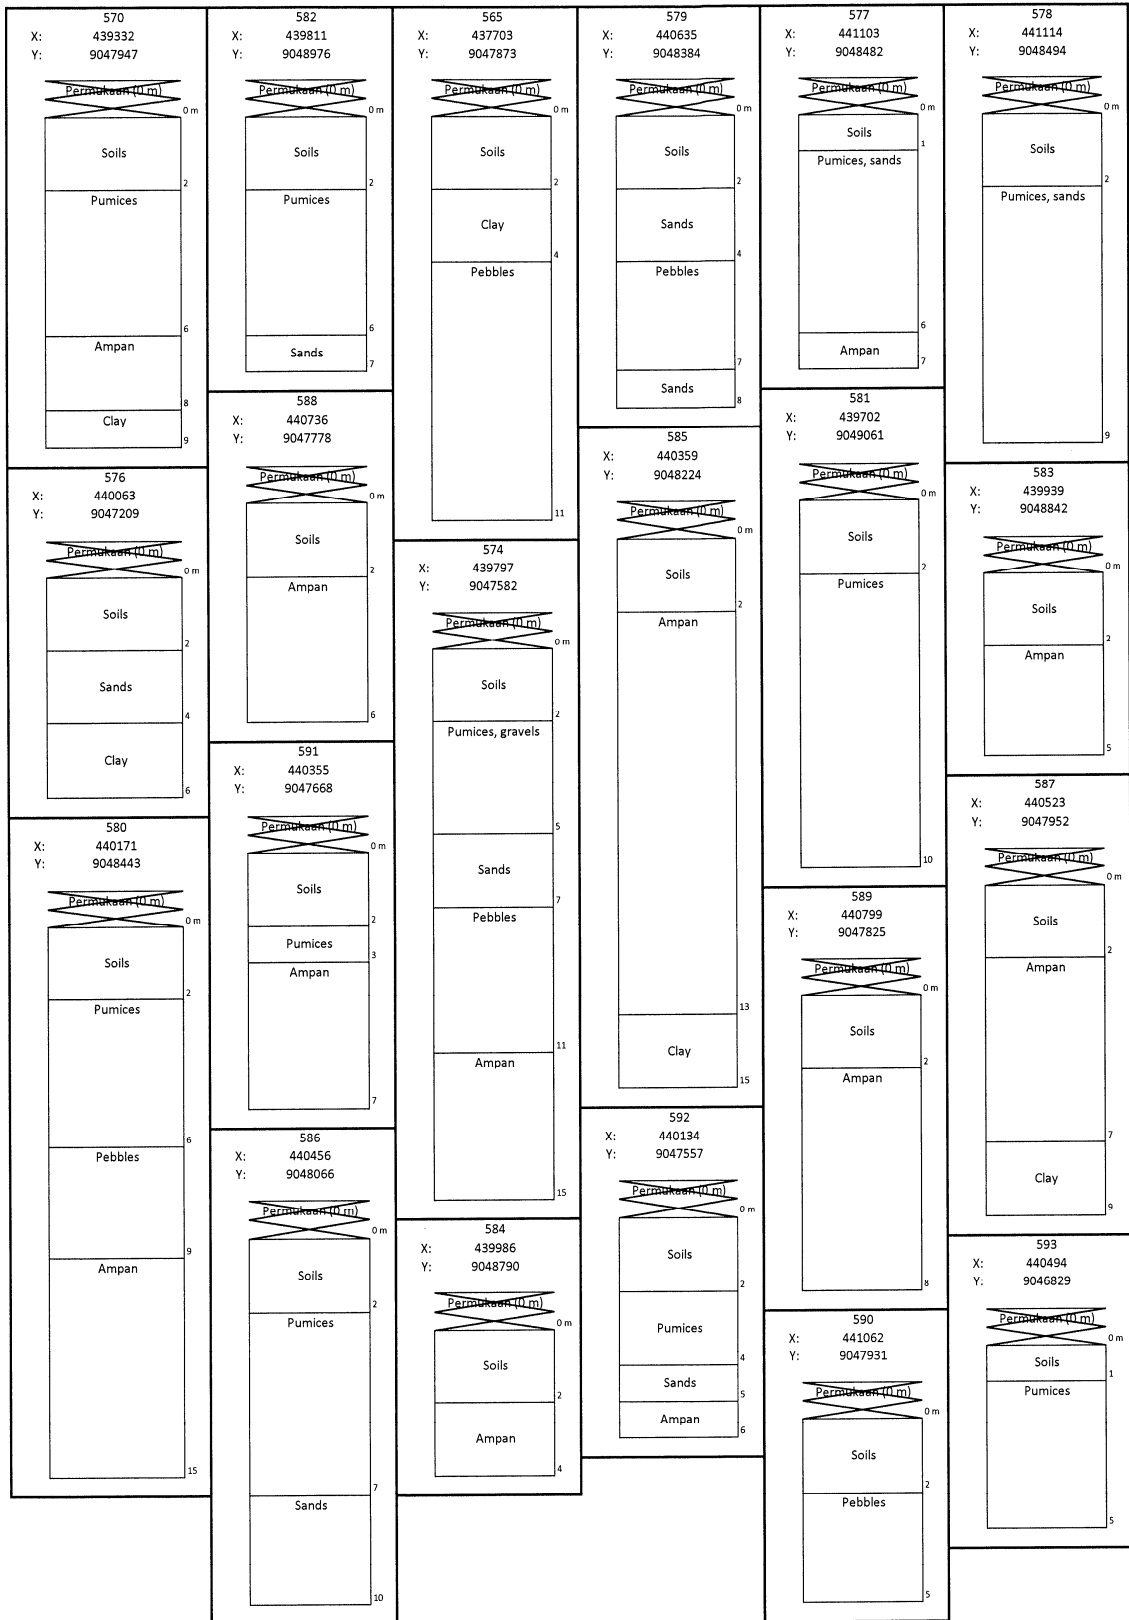 570
X: 439332
Y: 9047947
Permukaan (0 m)
0 m
Soils
2
Pumices
6
Ampan
8
Clay
9
576
X: 440063
Y: 9047209
Permukaan (0 m)
0 m
Soils
2
Sands
4
Clay
6
580
X: 440171
Y: 9048443
Permukaan (0 m)
0 m
Soils
2
Pumices
6
Pebbles
9
Ampan
15
582
X: 439811
Y: 9048976
Permukaan (0 m)
0 m
Soils
2
Pumices
6
Sands
7
588
X: 440736
Y: 9047778
Permukaan (0 m)
0 m
Soils
2
Ampan
6
591
X: 440355
Y: 9047668
Permukaan (0 m)
0 m
Soils
2
Pumices
3
Ampan
7
586
X: 440456
Y: 9048066
Permukaan (0 m)
0 m
Soils
2
Pumices
7
Sands
10
565
X: 437703
Y: 9047873
Permukaan (0 m)
0 m
Soils
2
Clay
4
Pebbles
11
574
X: 439797
Y: 9047582
Permukaan (0 m)
0 m
Soils
2
Pumices, gravels
5
Sands
7
Pebbles
11
Ampan
15
584
X: 439986
Y: 9048790
Permukaan (0 m)
0 m
Soils
2
Ampan
4
579
X: 440635
Y: 9048384
Permukaan (0 m)
0 m
Soils
2
Sands
4
Pebbles
7
Sands
8
585
X: 440359
Y: 9048224
Permukaan (0 m)
0 m
Soils
2
Ampan
13
Clay
15
592
X: 440134
Y: 9047557
Permukaan (0 m)
0 m
Soils
2
Pumices
4
Sands
5
Ampan
6
577
X: 441103
Y: 9048482
Permukaan (0 m)
0 m
Soils
1
Pumices, sands
6
Ampan
7
581
X: 439702
Y: 9049061
Permukaan (0 m)
0 m
Soils
2
Pumices
10
589
X: 440799
Y: 9047825
Permukaan (0 m)
0 m
Soils
2
Ampan
8
590
X: 441062
Y: 9047931
Permukaan (0 m)
0 m
Soils
2
Pebbles
5
578
X: 441114
Y: 9048494
Permukaan (0 m)
0 m
Soils
2
Pumices, sands
9
583
X: 439939
Y: 9048842
Permukaan (0 m)
0 m
Soils
2
Ampan
5
587
X: 440523
Y: 9047952
Permukaan (0 m)
0 m
Soils
2
Ampan
7
Clay
9
593
X: 440494
Y: 9046829
Permukaan (0 m)
0 m
Soils
1
Pumices
5